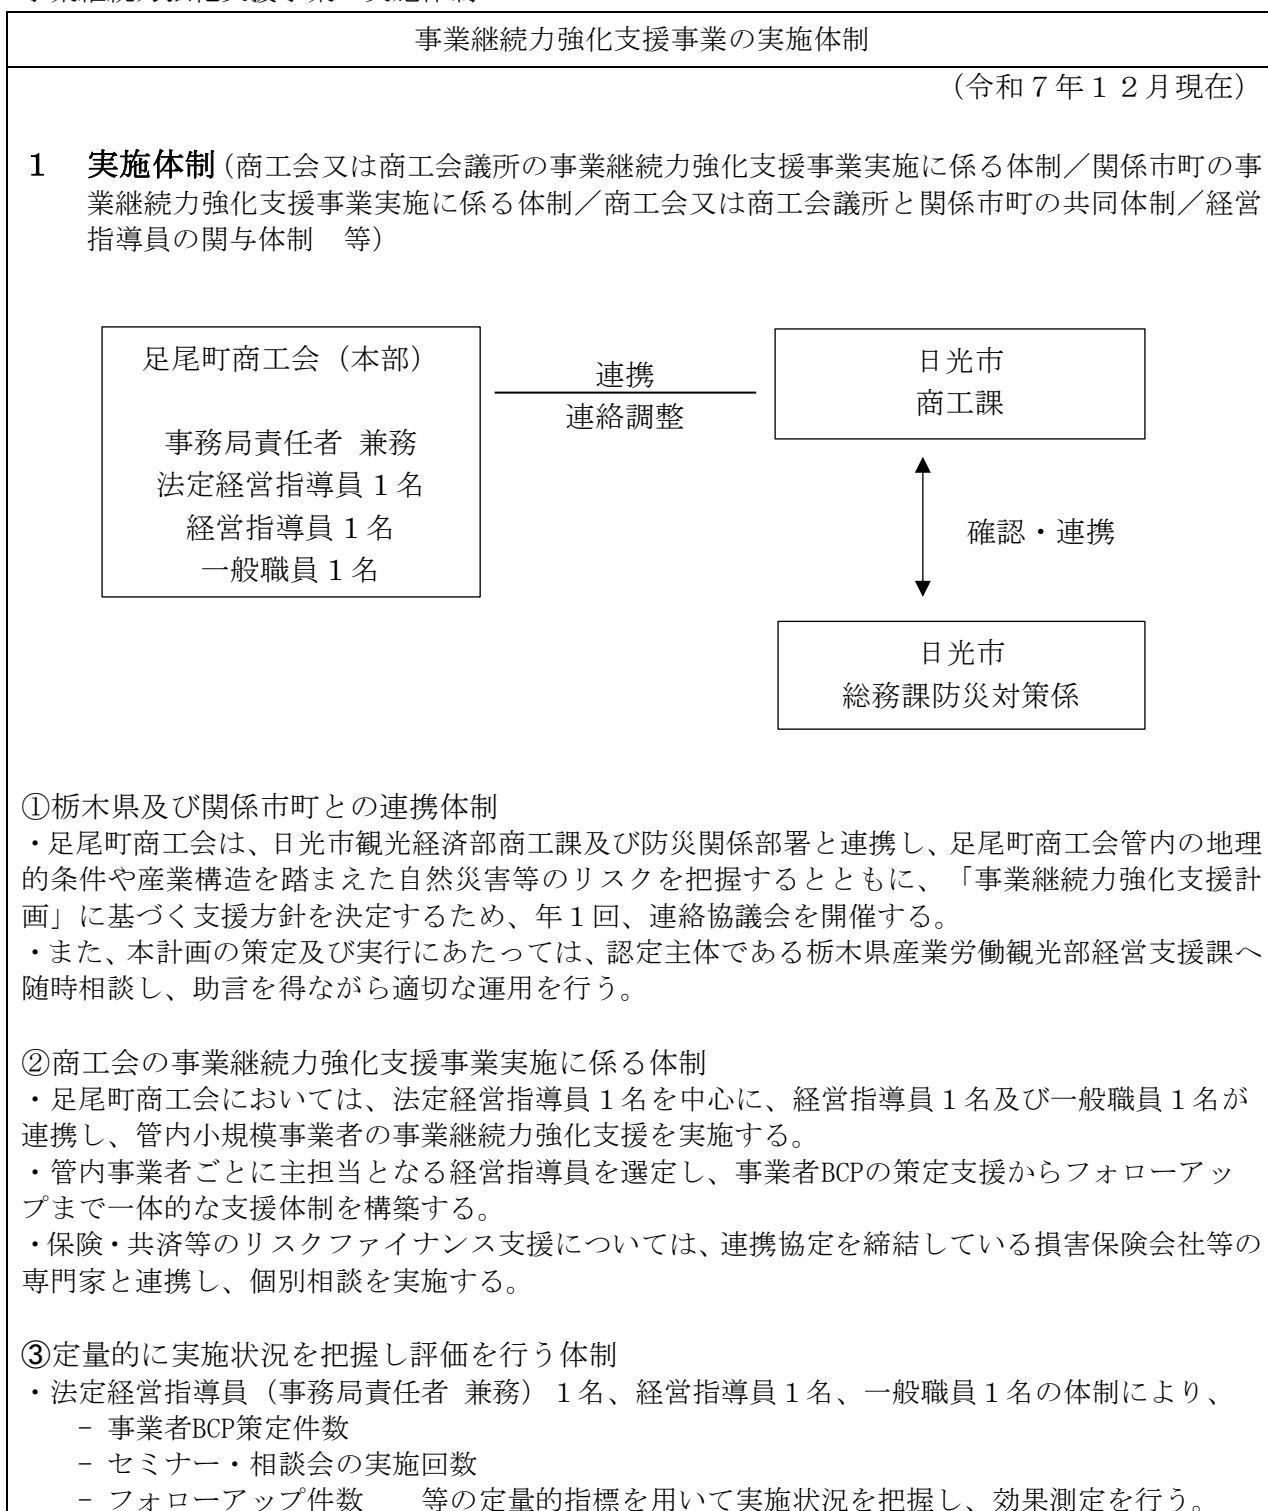 事業継続力強化支援事業の実施体制
（令和７年１２月現在）
１　実施体制（商工会又は商工会議所の事業継続力強化支援事業実施に係る体制／関係市町の事
業継続力強化支援事業実施に係る体制／商工会又は商工会議所と関係市町の共同体制／経営
指導員の関与体制　等）
足尾町商工会（本部）
事務局責任者 兼務
法定経営指導員１名
経営指導員１名
一般職員１名
連携
連絡調整
日光市
商工課
確認・連携
日光市
総務課防災対策係
①栃木県及び関係市町との連携体制
・足尾町商工会は、日光市観光経済部商工課及び防災関係部署と連携し、足尾町商工会管内の地理
的条件や産業構造を踏まえた自然災害等のリスクを把握するとともに、「事業継続力強化支援計
画」に基づく支援方針を決定するため、年１回、連絡協議会を開催する。
・また、本計画の策定及び実行にあたっては、認定主体である栃木県産業労働観光部経営支援課へ
随時相談し、助言を得ながら適切な運用を行う。
②商工会の事業継続力強化支援事業実施に係る体制
・足尾町商工会においては、法定経営指導員１名を中心に、経営指導員１名及び一般職員１名が
連携し、管内小規模事業者の事業継続力強化支援を実施する。
・管内事業者ごとに主担当となる経営指導員を選定し、事業者BCPの策定支援からフォローアッ
プまで一体的な支援体制を構築する。
・保険・共済等のリスクファイナンス支援については、連携協定を締結している損害保険会社等の
専門家と連携し、個別相談を実施する。
③定量的に実施状況を把握し評価を行う体制
・法定経営指導員（事務局責任者 兼務）１名、経営指導員１名、一般職員１名の体制により、
－ 事業者BCP策定件数
－ セミナー・相談会の実施回数
－ フォローアップ件数　　等の定量的指標を用いて実施状況を把握し、効果測定を行う。